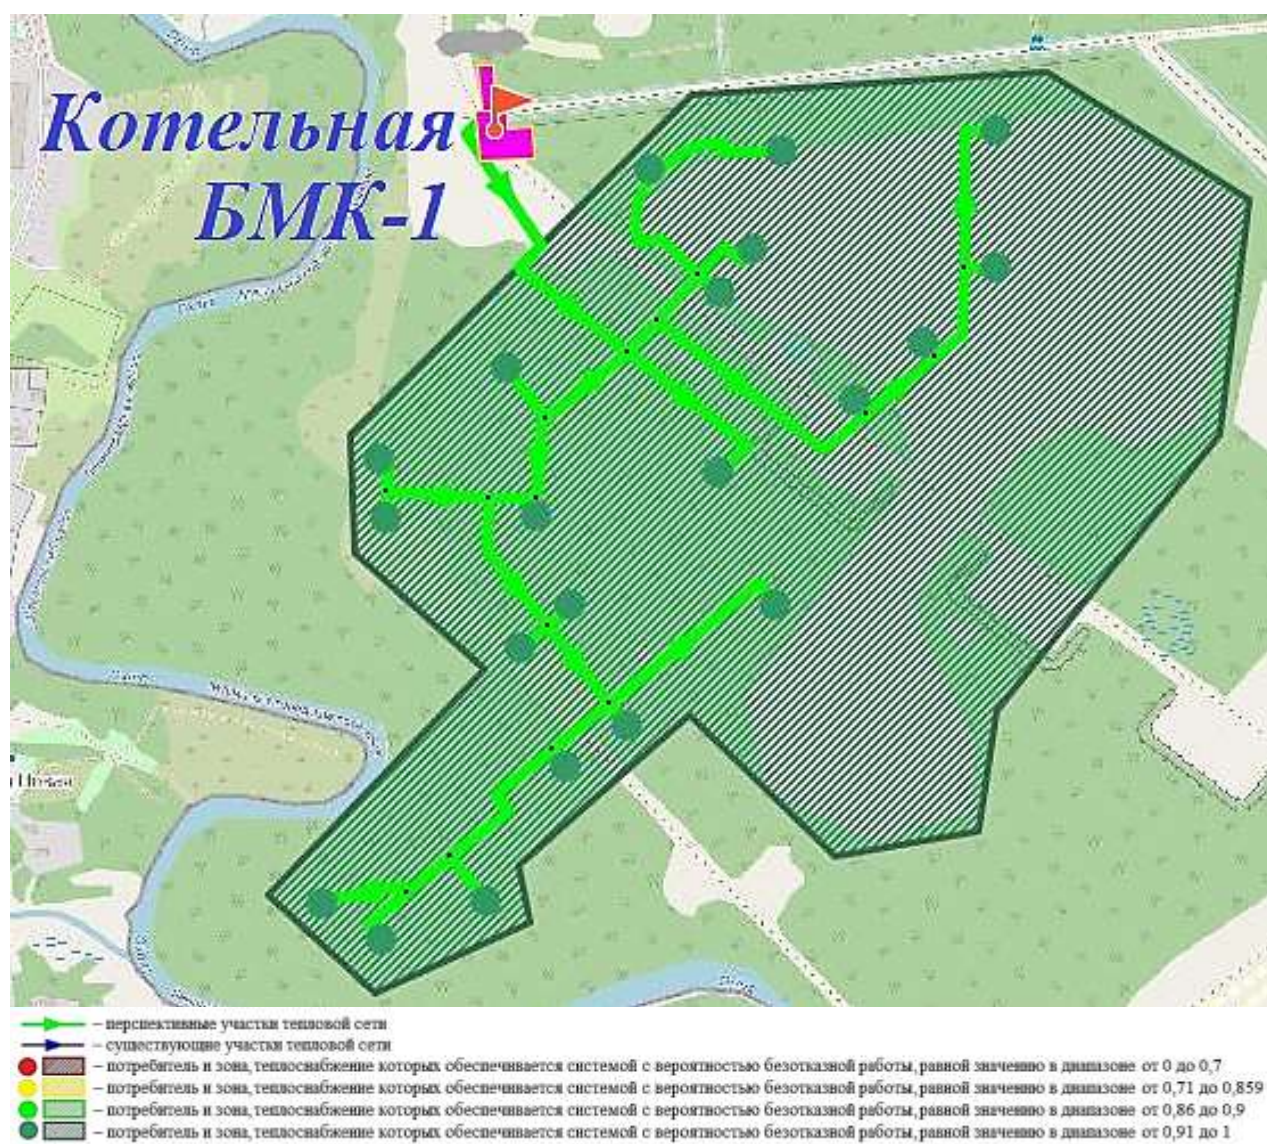 Котельная
БМК-1
Новая
– перспективные участки тепловой сети
– существующие участки тепловой сети
– потребитель и зона, теплоснабжение которых обеспечивается системой с вероятностью безотказной работы, равной значению в диапазоне от 0 до 0,7
– потребитель и зона, теплоснабжение которых обеспечивается системой с вероятностью безотказной работы, равной значению в диапазоне от 0,71 до 0,859
– потребитель и зона, теплоснабжение которых обеспечивается системой с вероятностью безотказной работы, равной значению в диапазоне от 0,86 до 0,9
– потребитель и зона, теплоснабжение которых обеспечивается системой с вероятностью безотказной работы, равной значению в диапазоне от 0,91 до 1